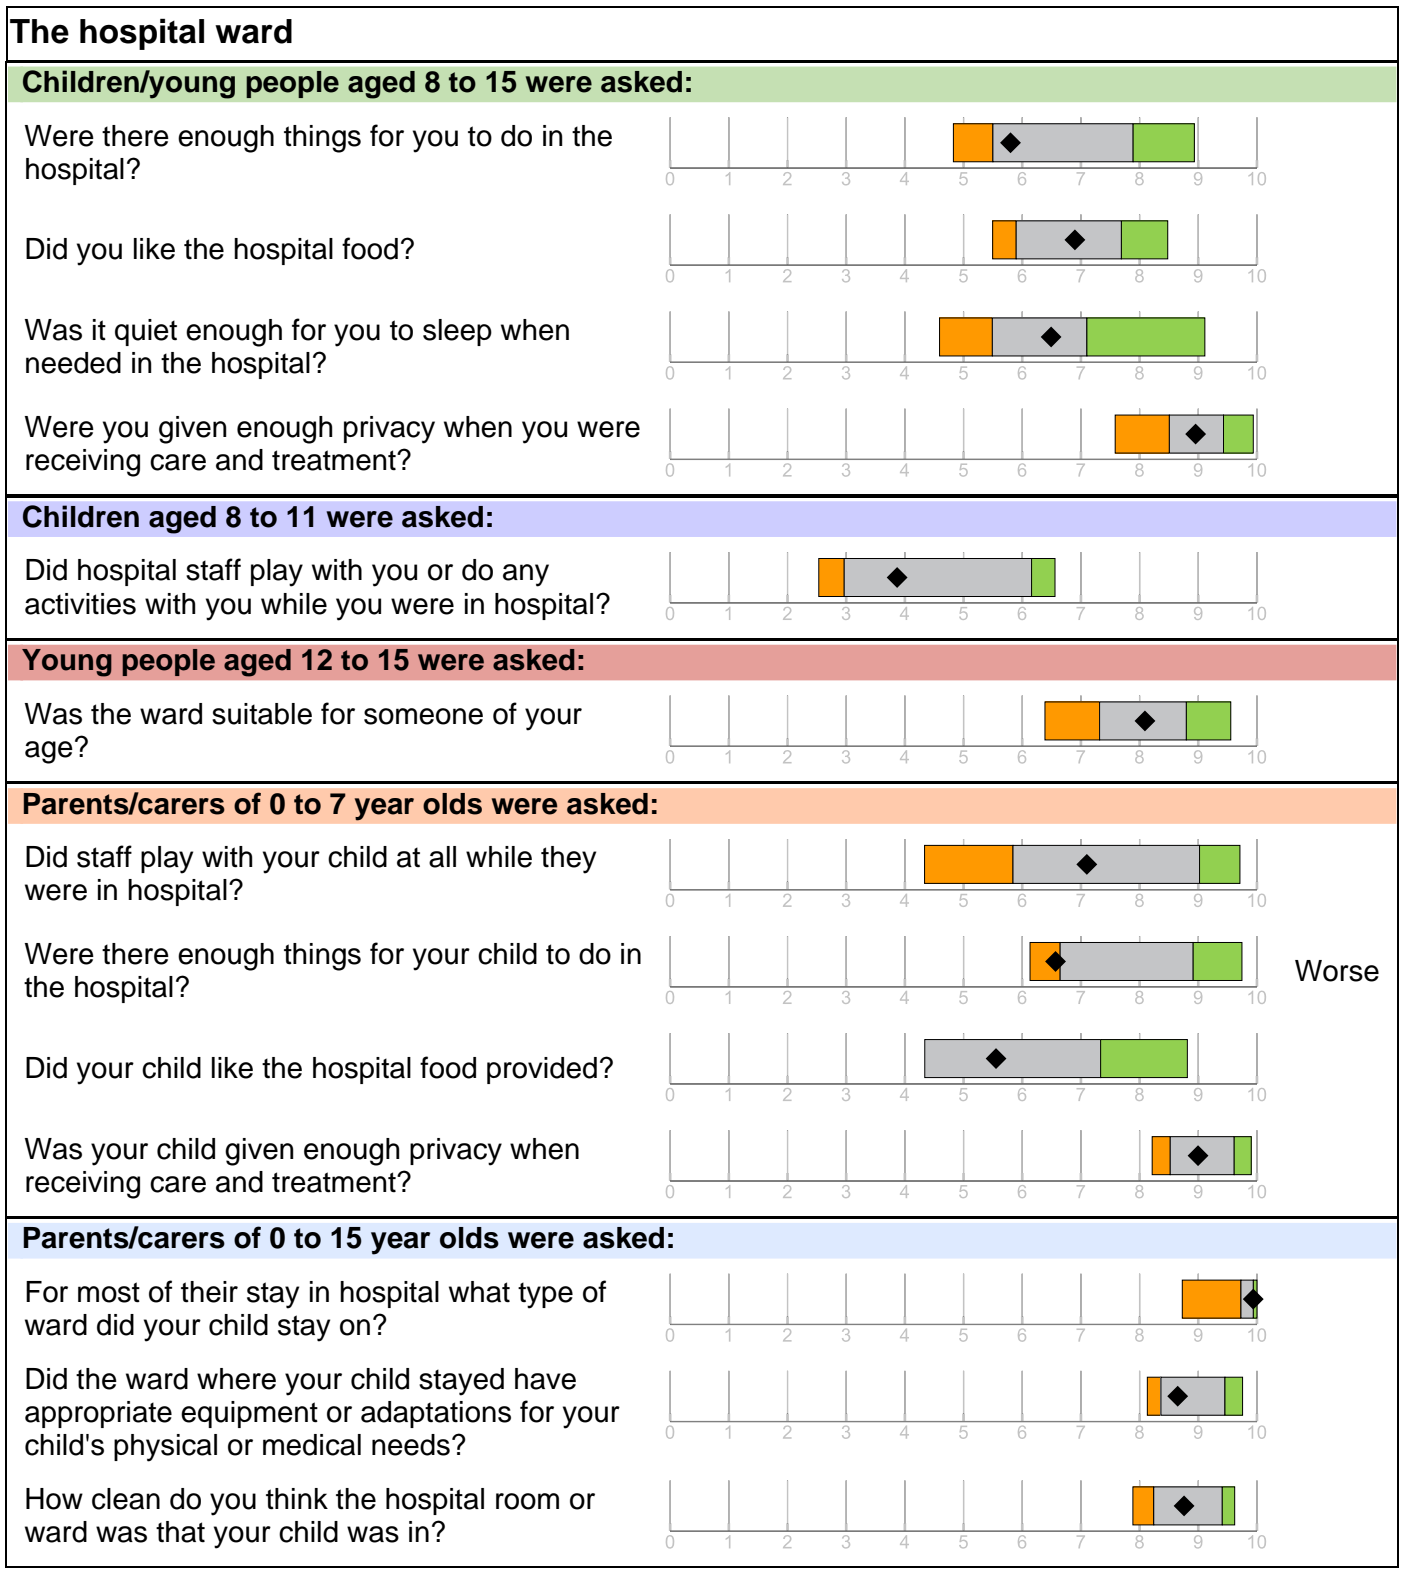 The hospital ward
Children/young people aged 8 to 15 were asked:
Were there enough things for you to do in the
hospital?
0 1 2 3 4 5 6 7 8 9 10
Did you like the hospital food?
0 1 2 3 4 5 6 7 8 9 10
Was it quiet enough for you to sleep when
needed in the hospital?
0 1 2 3 4 5 6 7 8 9 10
Were you given enough privacy when you were
receiving care and treatment?
0 1 2 3 4 5 6 7 8 9 10
Children aged 8 to 11 were asked:
Did hospital staff play with you or do any
activities with you while you were in hospital?
0 1 2 3 4 5 6 7 8 9 10
Young people aged 12 to 15 were asked:
Was the ward suitable for someone of your
age?
0 1 2 3 4 5 6 7 8 9 10
Parents/carers of 0 to 7 year olds were asked:
Did staff play with your child at all while they
were in hospital?
0 1 2 3 4 5 6 7 8 9 10
Were there enough things for your child to do in
the hospital?
Worse
0 1 2 3 4 5 6 7 8 9 10
Did your child like the hospital food provided?
0 1 2 3 4 5 6 7 8 9 10
Was your child given enough privacy when
receiving care and treatment?
0 1 2 3 4 5 6 7 8 9 10
Parents/carers of 0 to 15 year olds were asked:
For most of their stay in hospital what type of
ward did your child stay on?
0 1 2 3 4 5 6 7 8 9 10
Did the ward where your child stayed have
appropriate equipment or adaptations for your
child's physical or medical needs?
0 1 2 3 4 5 6 7 8 9 10
How clean do you think the hospital room or
ward was that your child was in?
0 1 2 3 4 5 6 7 8 9 10